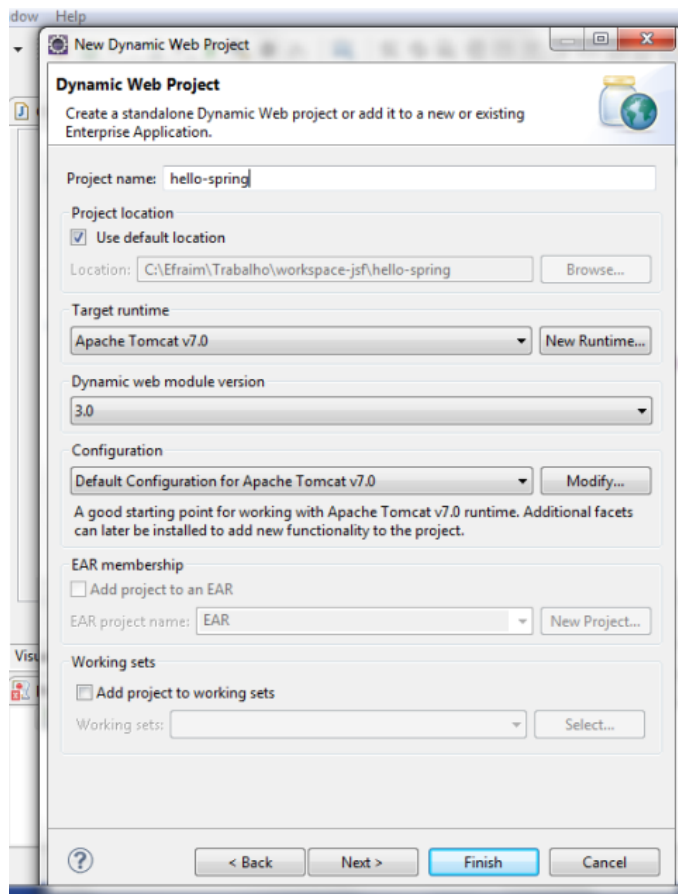 dow Help
New Dynamic Web Project
Dynamic Web Project
Create a standalone Dynamic Web project or add it to a new or existing
Enterprise Application.
Project name: hello-spring
Project location
Use default location
Location: C:\Efraim\Trabalho\workspace-jsf\hello-spring Browse...
Target runtime
Apache Tomcat v7.0 New Runtime...
Dynamic web module version
3.0
Configuration
Default Configuration for Apache Tomcat v7.0 Modify...
A good starting point for working with Apache Tomcat v7.0 runtime. Additional facets
can later be installed to add new functionality to the project.
EAR membership
Add project to an EAR
EAR project name: EAR New Project...
Visu
Working sets
Add project to working sets
Working sets: Select...
? < Back Next > Finish Cancel